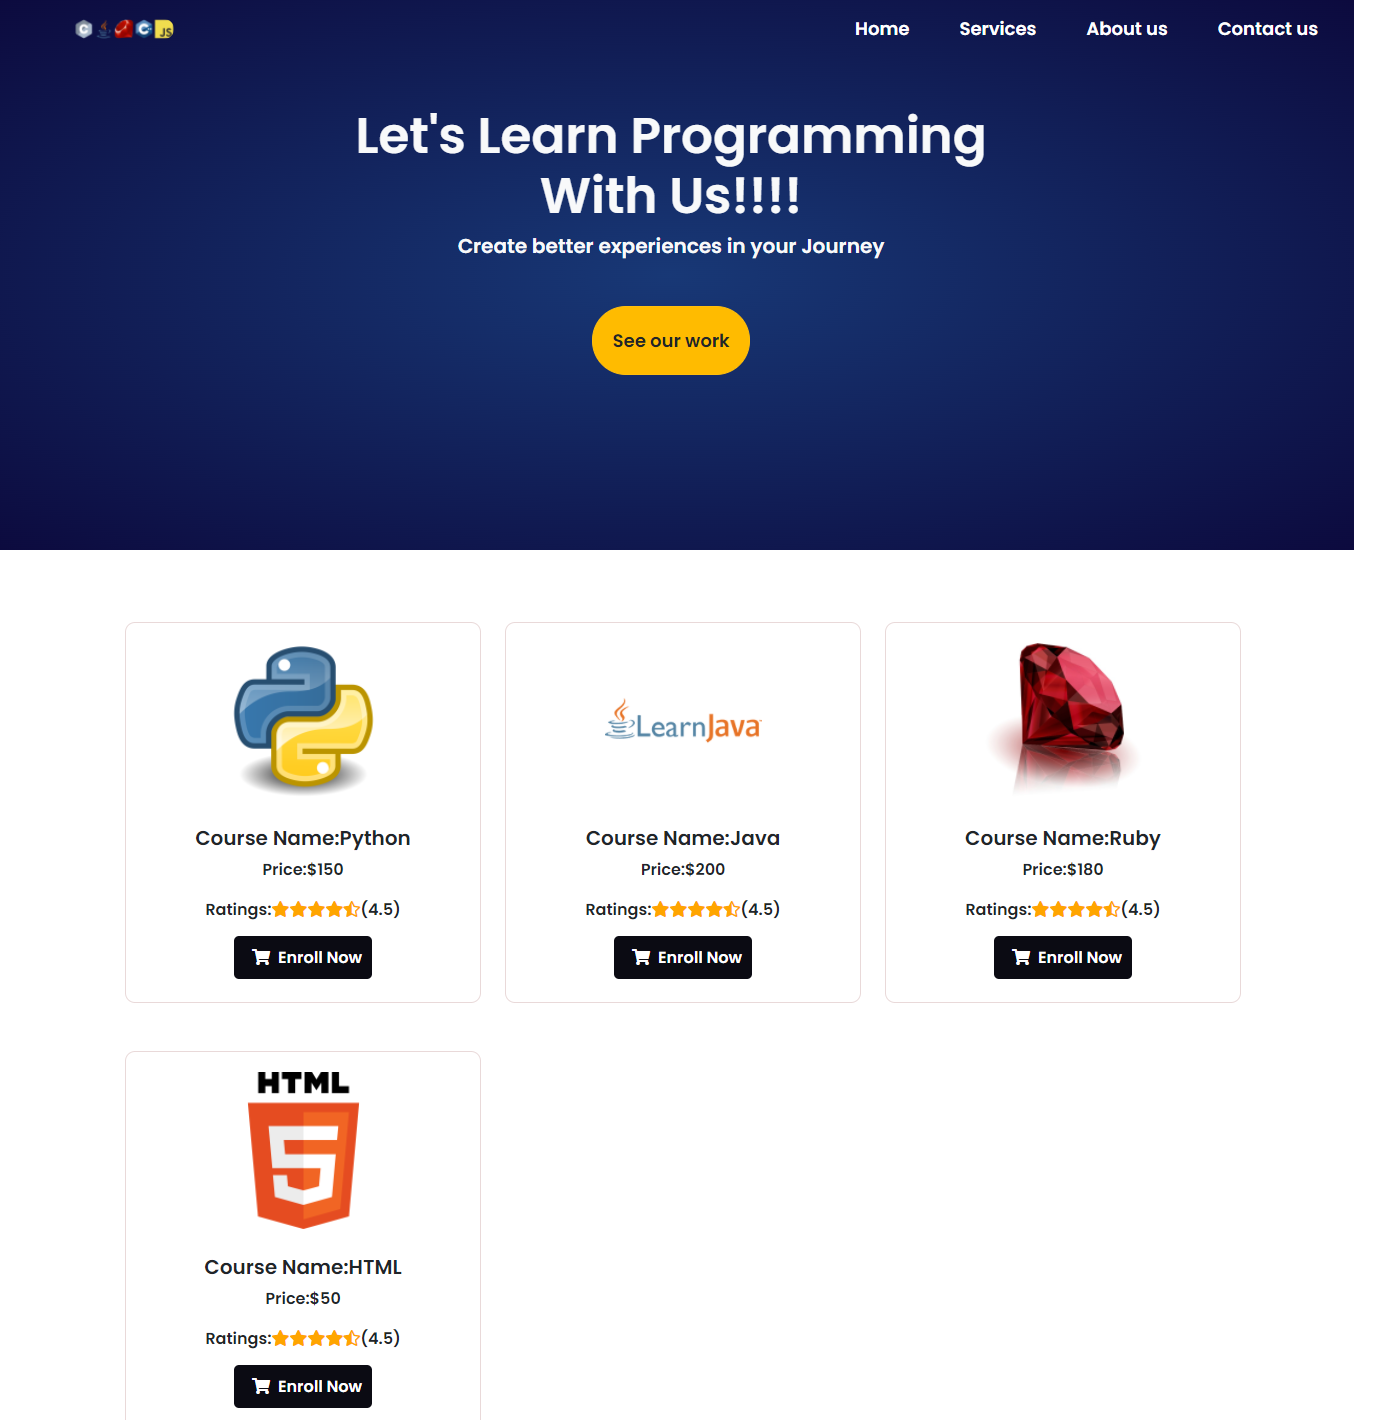 C C JS
Home Services About us Contact us
Let's Learn Programming
With Us!!!!
Create better experiences in your Journey
See our work
LearnJava
Course Name:Python
Price:$150
Ratings:(4.5)
Enroll Now
Course Name:Java
Price:$200
Ratings:(4.5)
Enroll Now
Course Name:Ruby
Price:$180
Ratings:(4.5)
Enroll Now
HTML
5
Course Name:HTML
Price:$50
Ratings:(4.5)
Enroll Now